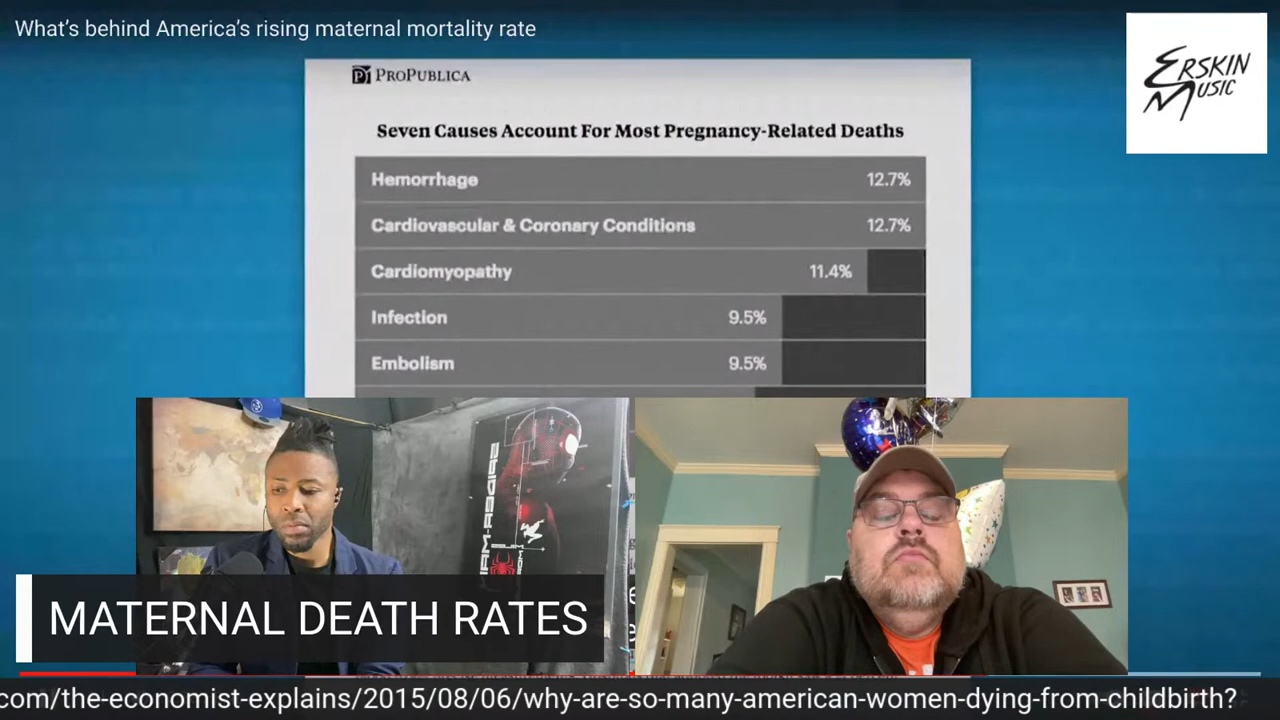 What's behind America's rising maternal mortality rate
ERSKIN
MUSIC
PROPUBLICA
Seven Causes Account For Most Pregnancy-Related Deaths
Hemorrhage 12.7%
Cardiovascular & Coronary Conditions 12.7%
Cardiomyopathy 11.4%
Infection 9.5%
Embolism 9.5%
MATERNAL DEATH RATES
com/the-economist-explains/2015/08/06/why-are-so-many-american-women-dying-from-childbirth?